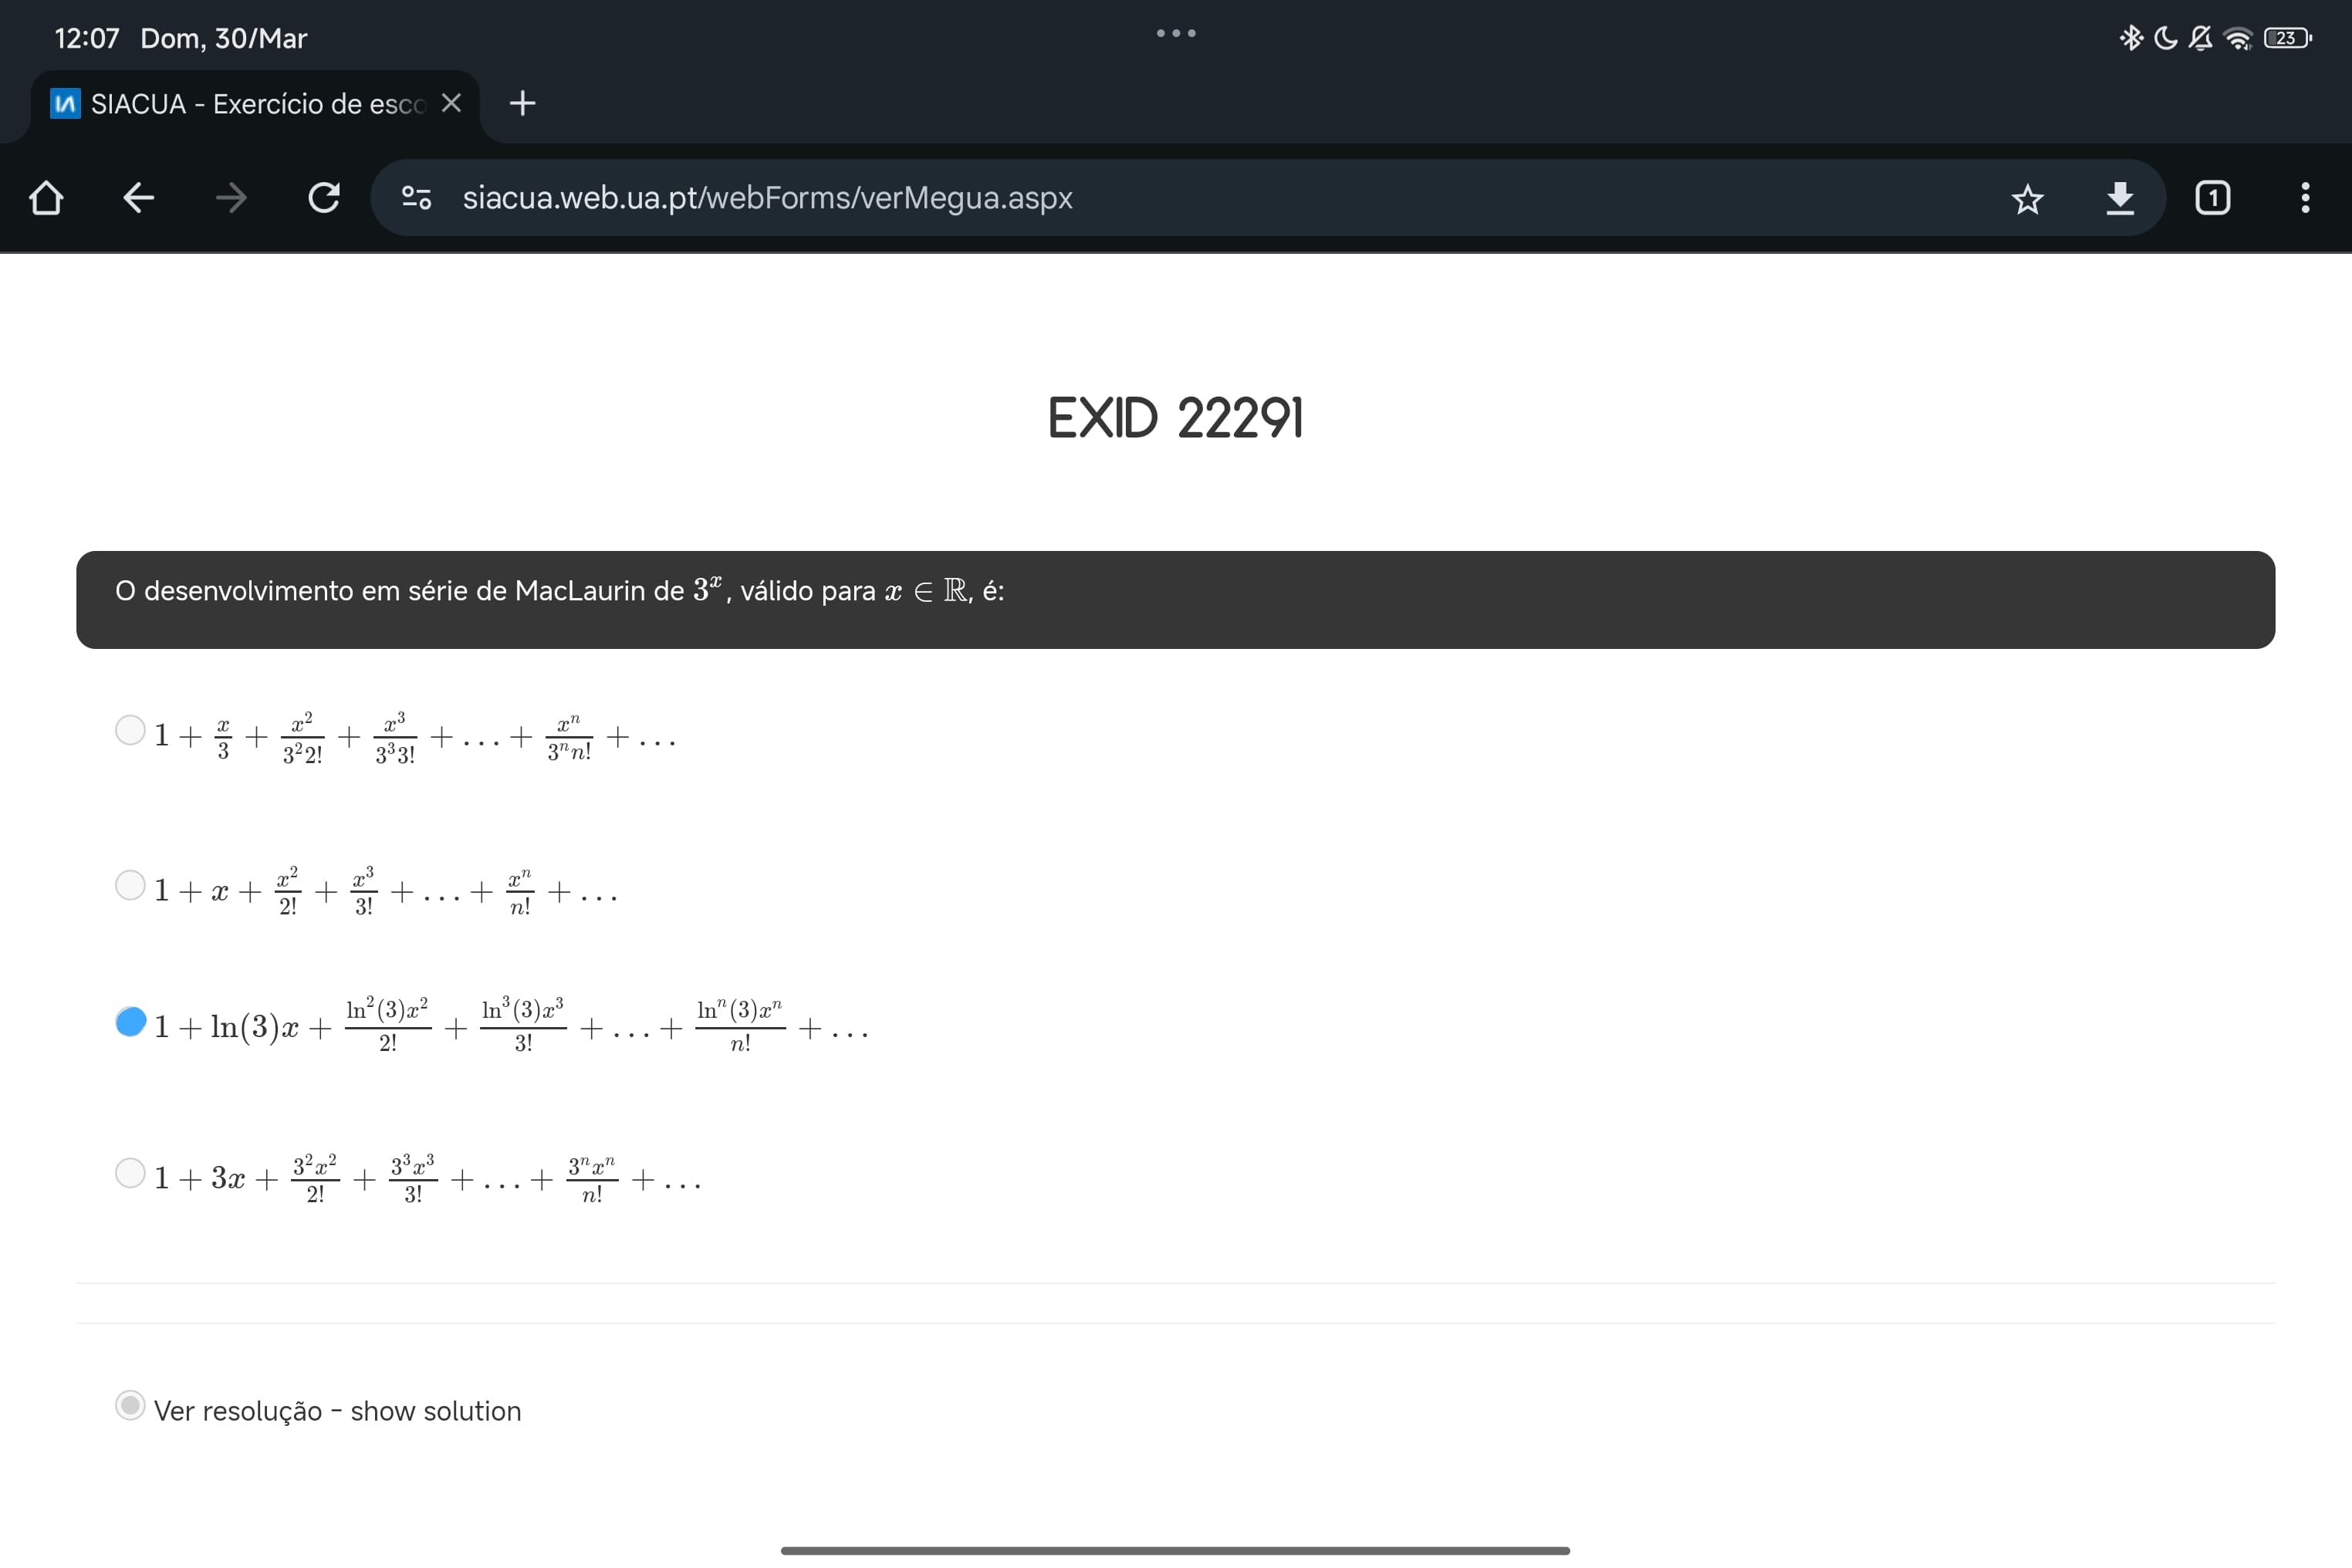 12:07 Dom, 30/Mar
23
SIACUA - Exercício de esco
siacua.web.ua.pt/webForms/verMegua.aspx
1
EXID 22291
O desenvolvimento em série de MacLaurin de $3^x$, válido para $x \in \mathbb{R}$, é:
$1 + \frac{x}{3} + \frac{x^2}{3^2 2!} + \frac{x^3}{3^3 3!} + \ldots + \frac{x^n}{3^n n!} + \ldots$
$1 + x + \frac{x^2}{2!} + \frac{x^3}{3!} + \ldots + \frac{x^n}{n!} + \ldots$
$1 + \ln(3)x + \frac{\ln^2(3)x^2}{2!} + \frac{\ln^3(3)x^3}{3!} + \ldots + \frac{\ln^n(3)x^n}{n!} + \ldots$
$1 + 3x + \frac{3^2x^2}{2!} + \frac{3^3x^3}{3!} + \ldots + \frac{3^nx^n}{n!} + \ldots$
Ver resolução - show solution